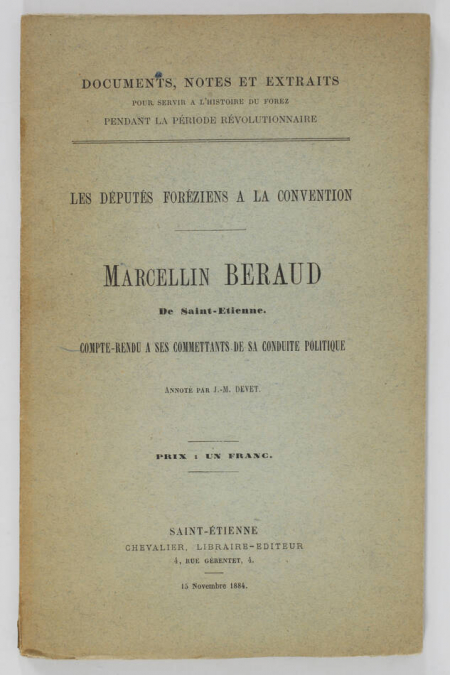 DOCUMENTS, NOTES ET EXTRAITS
POUR SERVIR A L'HISTOIRE DU FOREZ
PENDANT LA PÉRIODE RÉVOLUTIONNAIRE
LES DÉPUTÉS FORÉZIENS A LA CONVENTION
MARCELLIN BERAUD
De Saint-Etienne.
COMPTE-RENDU A SES COMMETTANTS DE SA CONDUITE POLITIQUE
ANNOTÉ PAR J.-M. DEVET.
PRIX : UN FRANC.
SAINT-ÉTIENNE
CHEVALIER, LIBRAIRE-EDITEUR
4, RUE GÉRENTET, 4.
15 Novembre 1884.